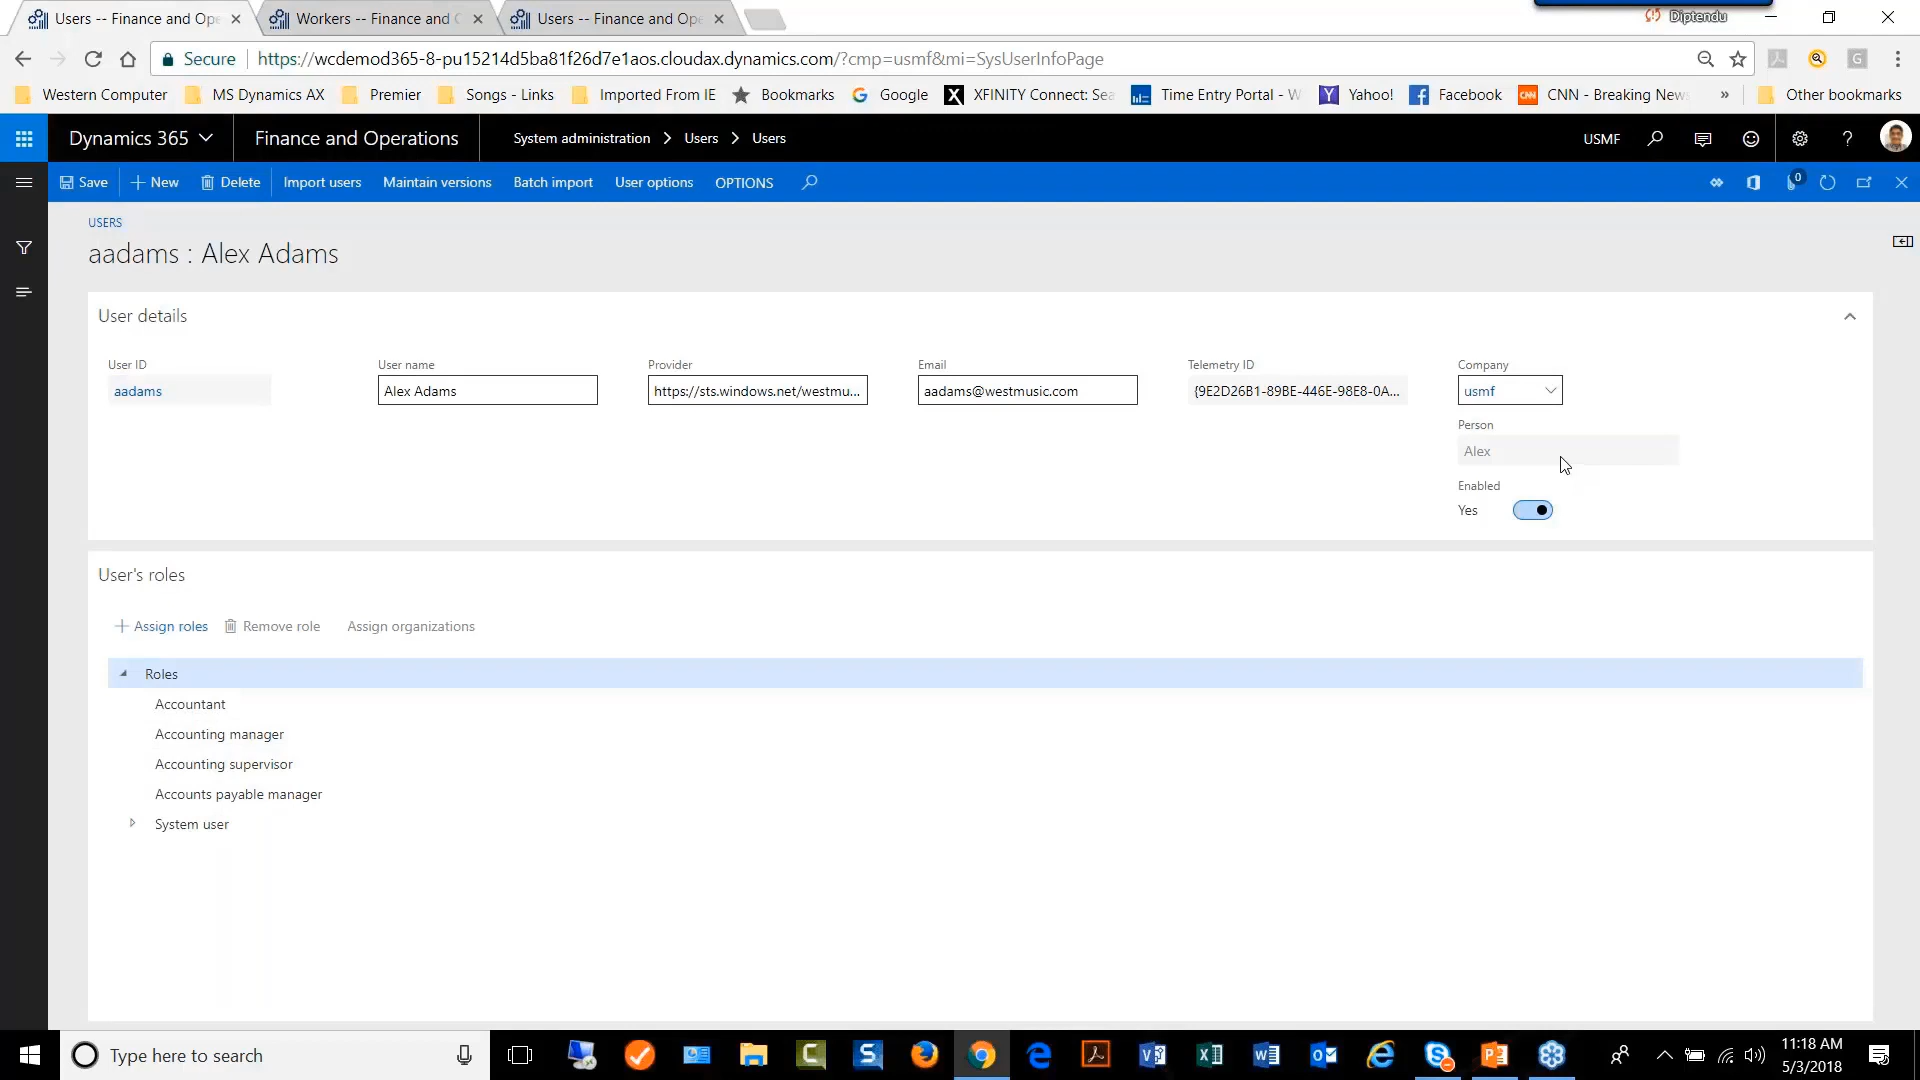 Users -- Finance and Ope
Workers -- Finance and O
Users -- Finance and Ope
Diptendu
Secure
https://wcdemod365-8-pu15214d5ba81f26d7e1aos.cloudax.dynamics.com/?cmp=usmf&mi=SysUserInfoPage
Western Computer
MS Dynamics AX
Premier
Songs - Links
Imported From IE
Bookmarks
Google
XFINITY Connect: Sea
Time Entry Portal - W
Yahoo!
Facebook
CNN - Breaking News
»
Other bookmarks
Dynamics 365
Finance and Operations
System administration > Users > Users
USMF
?
Save
+ New
Delete
Import users
Maintain versions
Batch import
User options
OPTIONS
0
USERS
aadams : Alex Adams
User details
User ID
aadams
User name
Alex Adams
Provider
https://sts.windows.net/westmu...
Email
aadams@westmusic.com
Telemetry ID
{9E2D26B1-89BE-446E-98E8-0A...
Company
usmf
Person
Alex
Enabled
Yes
User's roles
+ Assign roles
Remove role
Assign organizations
Roles
Accountant
Accounting manager
Accounting supervisor
Accounts payable manager
System user
Type here to search
11:18 AM
5/3/2018